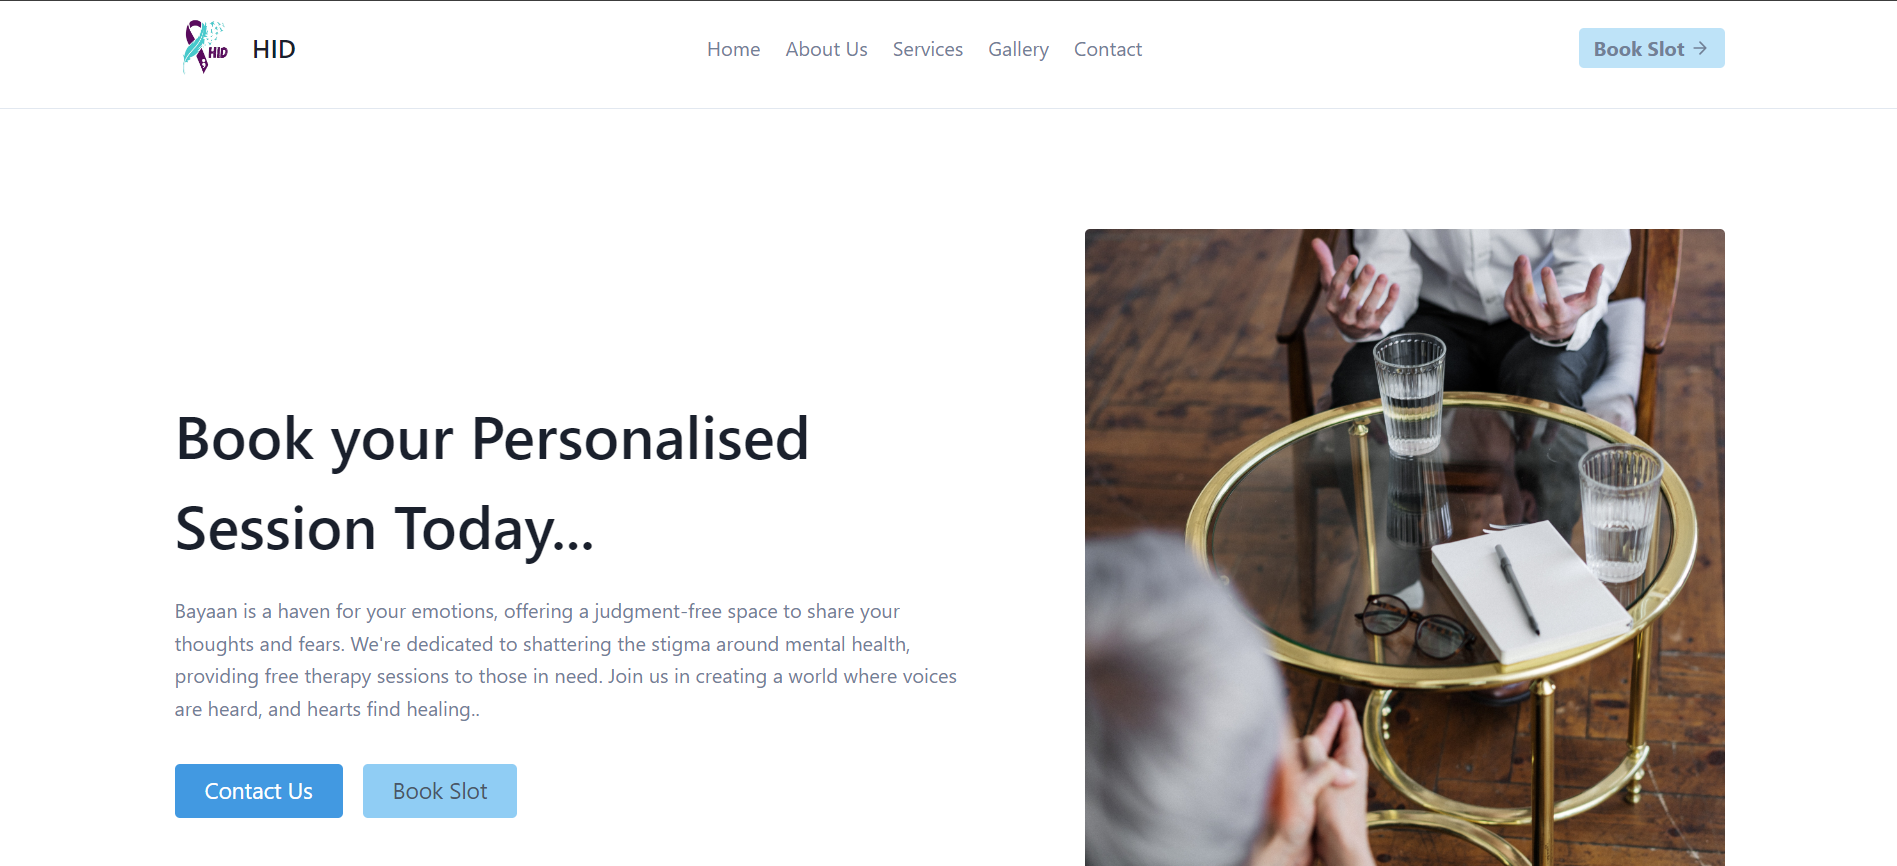 HID
HID
Home
About Us
Services
Gallery
Contact
Book Slot →
Book your Personalised
Session Today...
Bayaan is a haven for your emotions, offering a judgment-free space to share your
thoughts and fears. We're dedicated to shattering the stigma around mental health,
providing free therapy sessions to those in need. Join us in creating a world where voices
are heard, and hearts find healing..
Contact Us
Book Slot